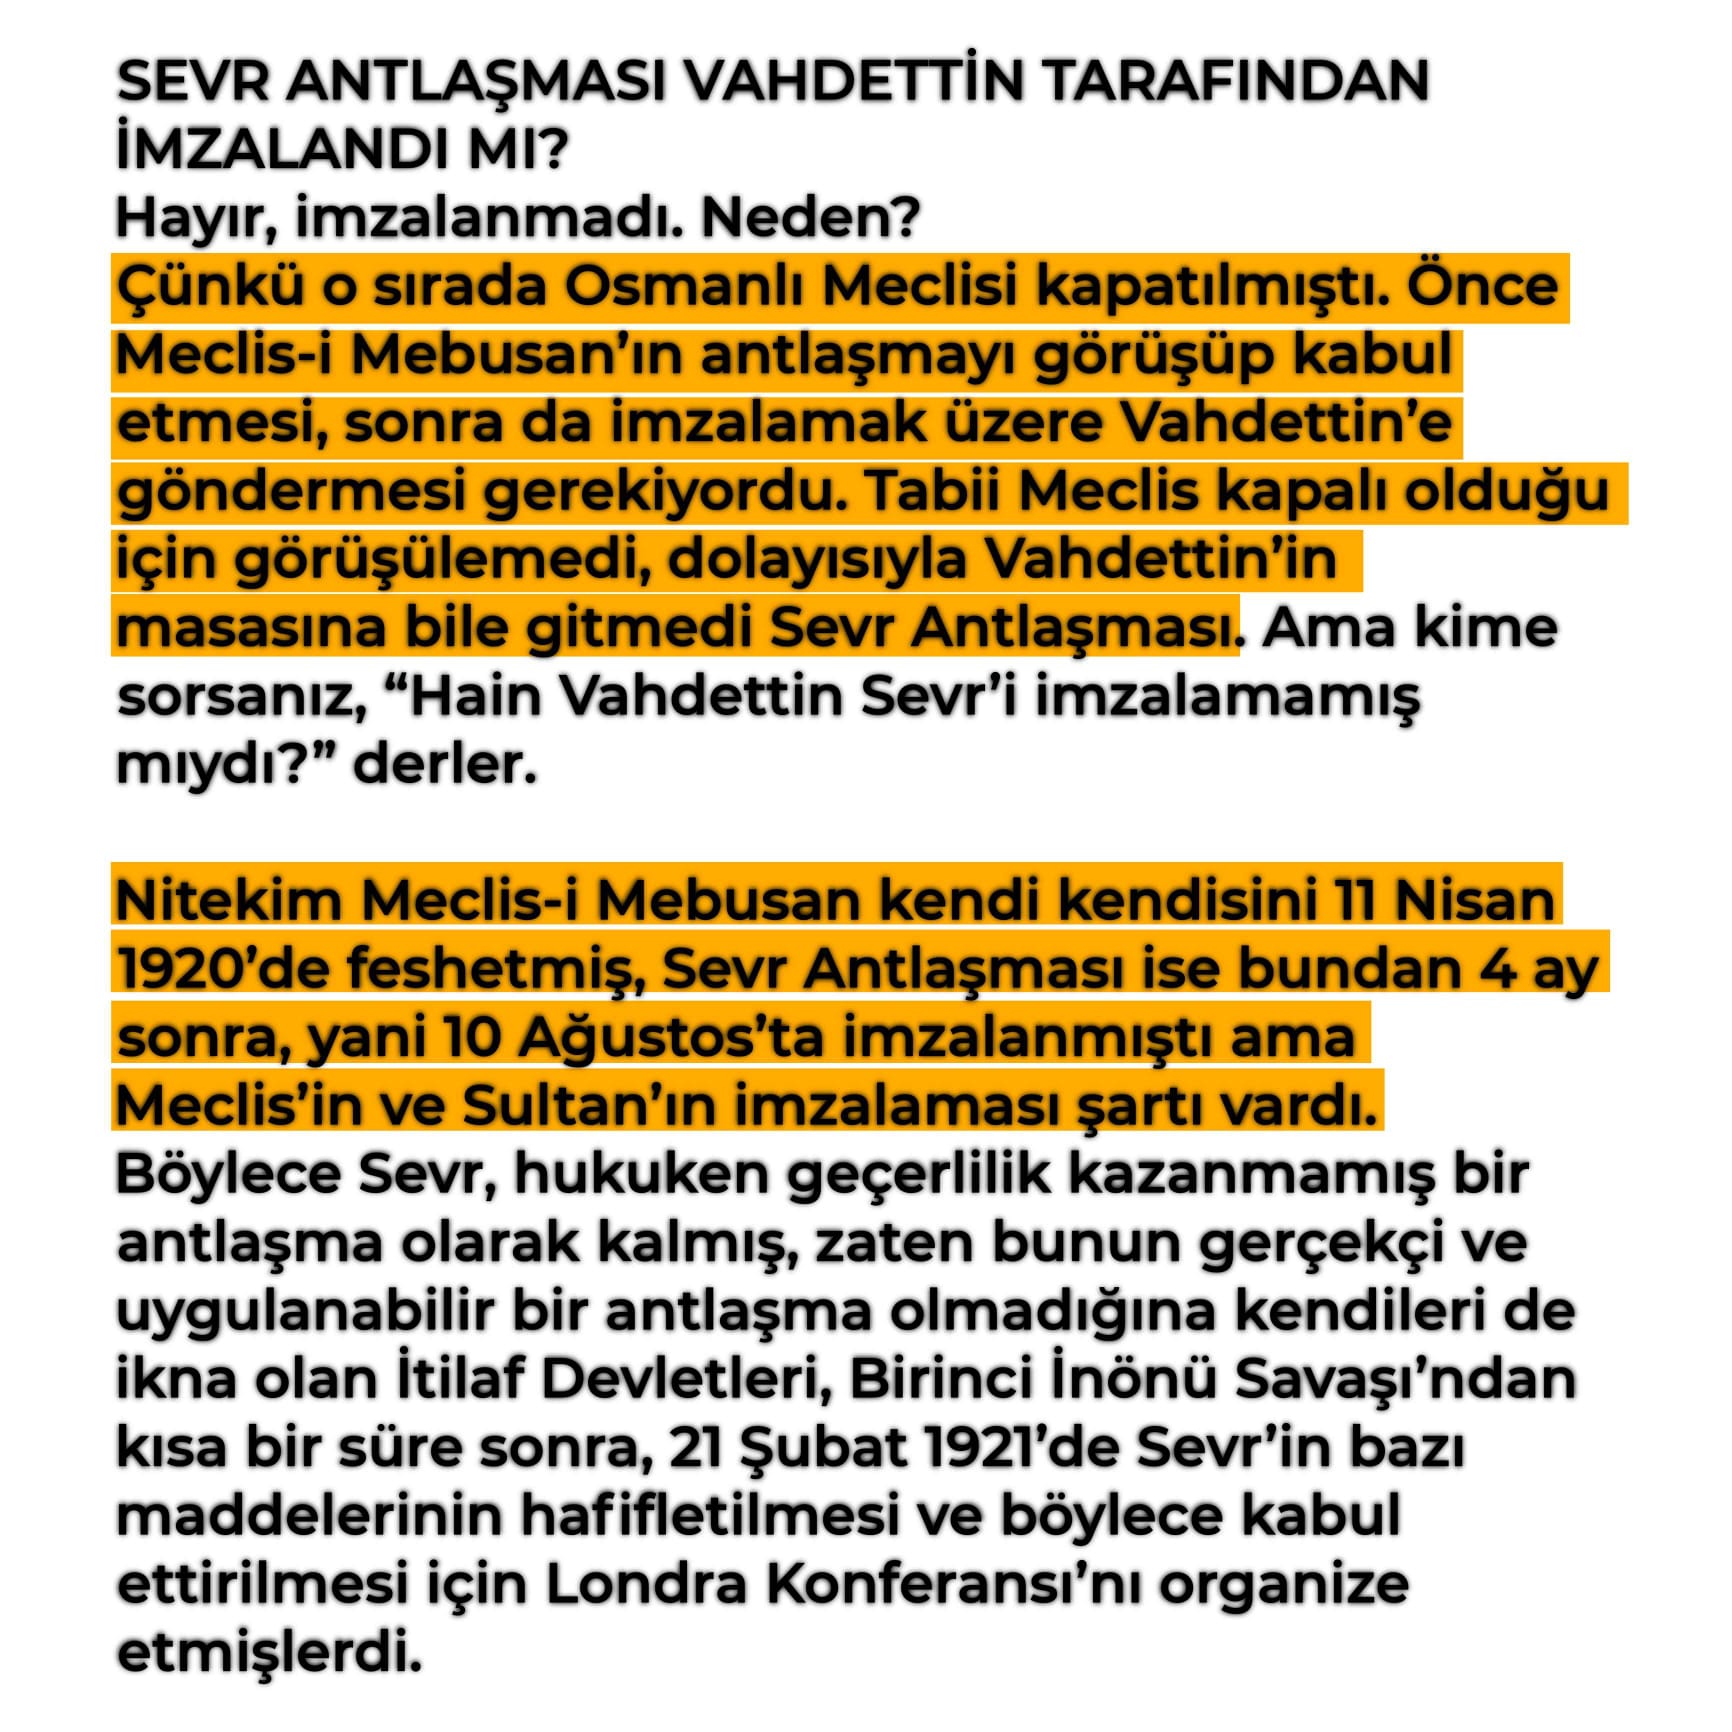 SEVR ANTLAŞMASI VAHDETTİN TARAFINDAN
İMZALANDI MI?
Hayır, imzalanmadı. Neden?
Çünkü o sırada Osmanlı Meclisi kapatılmıştı. Önce
Meclis-i Mebusan’ın antlaşmayı görüşüp kabul
etmesi, sonra da imzalamak üzere Vahdettin’e
göndermesi gerekiyordu. Tabii Meclis kapalı olduğu
için görüşülemedi, dolayısıyla Vahdettin’in
masasına bile gitmedi Sevr Antlaşması. Ama kime
sorsanız, “Hain Vahdettin Sevr’i imzalamamış
mıydı?” derler.
Nitekim Meclis-i Mebusan kendi kendisini 11 Nisan
1920’de feshetmiş, Sevr Antlaşması ise bundan 4 ay
sonra, yani 10 Ağustos’ta imzalanmıştı ama
Meclis’in ve Sultan’ın imzalaması şartı vardı.
Böylece Sevr, hukuken geçerlilik kazanmamış bir
antlaşma olarak kalmış, zaten bunun gerçekçi ve
uygulanabilir bir antlaşma olmadığına kendileri de
ikna olan İtilaf Devletleri, Birinci İnönü Savaşı’ndan
kısa bir süre sonra, 21 Şubat 1921’de Sevr’in bazı
maddelerinin hafifletilmesi ve böylece kabul
ettirilmesi için Londra Konferansı’nı organize
etmişlerdi.